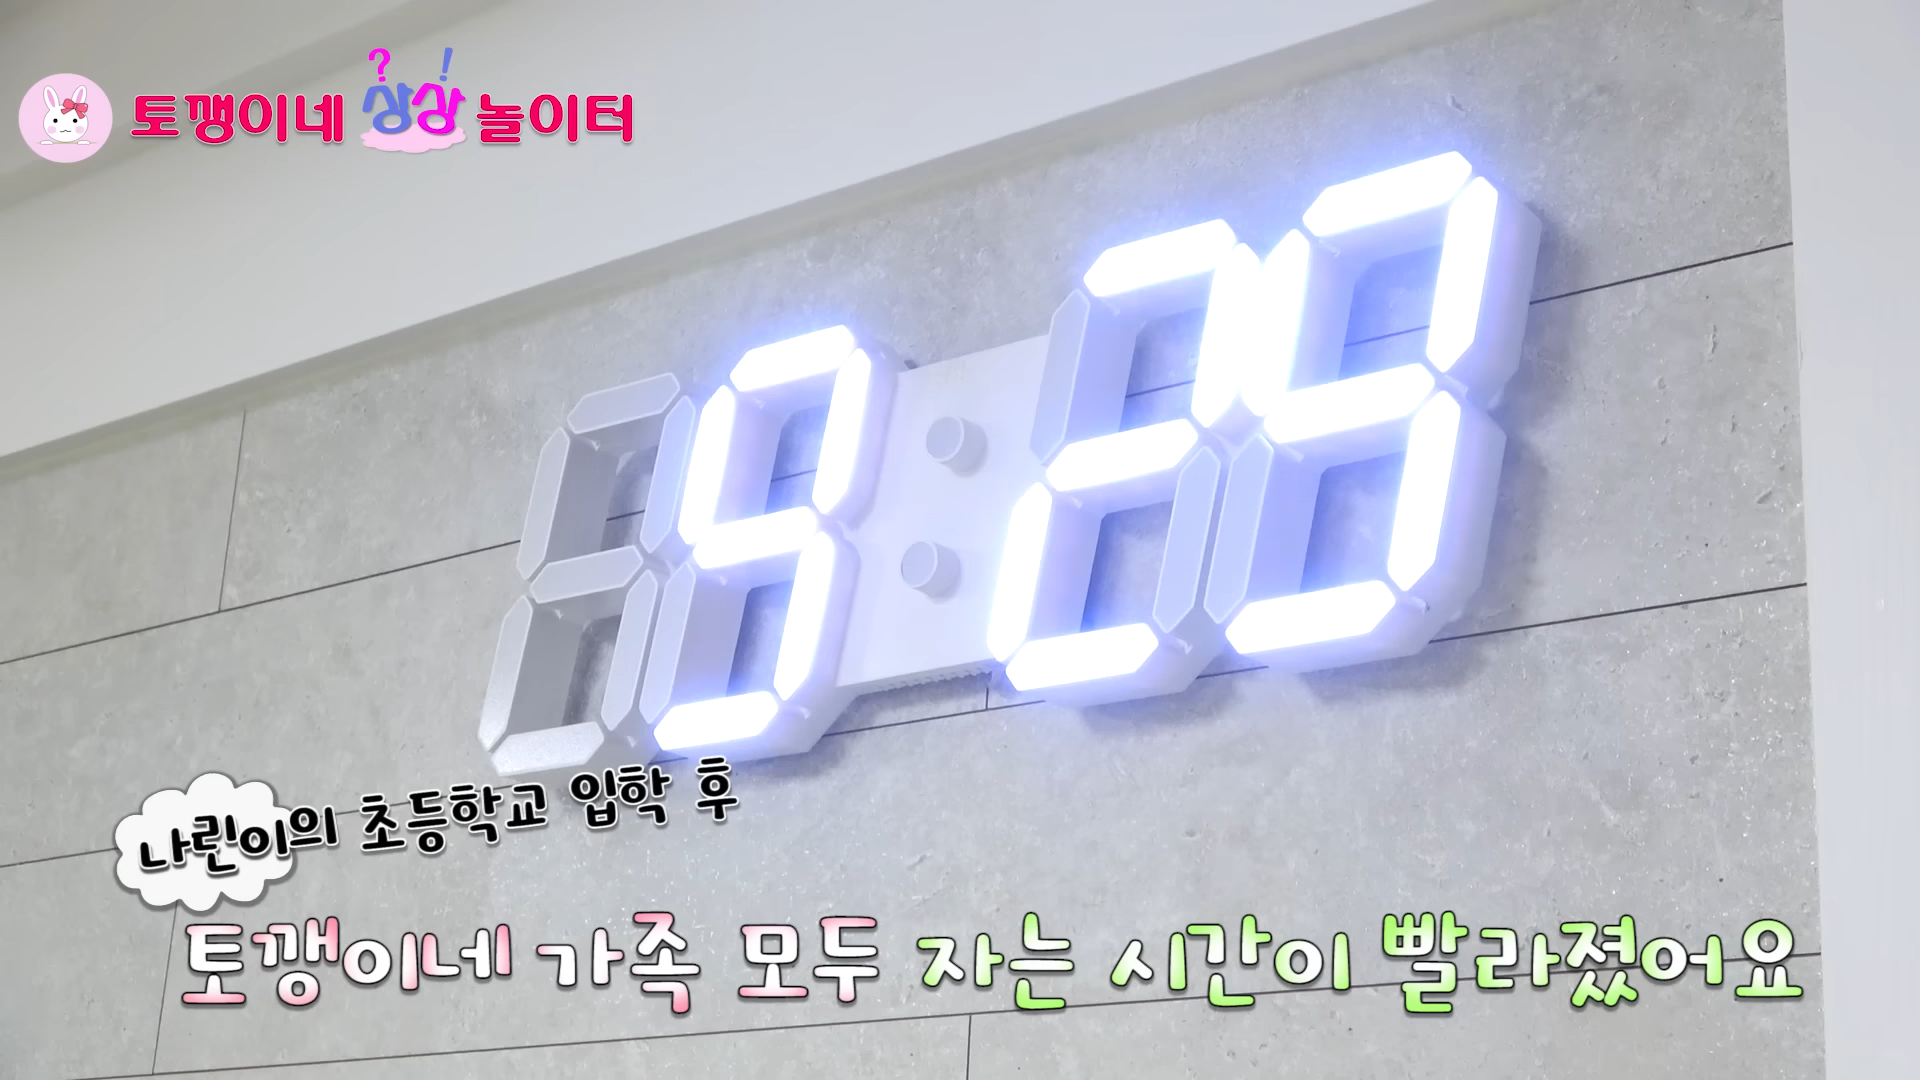 토깽이네 상상?! 놀이터
9:29
나린이의 초등학교 입학 후
토깽이네 가족 모두 자는 시간이 빨라졌어요